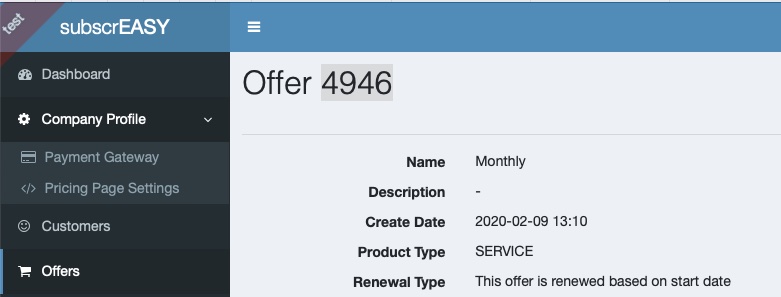 test
subscrEASY
Dashboard
Company Profile
Payment Gateway
Pricing Page Settings
Customers
Offers
Offer 4946
Name Monthly
Description -
Create Date 2020-02-09 13:10
Product Type SERVICE
Renewal Type This offer is renewed based on start date